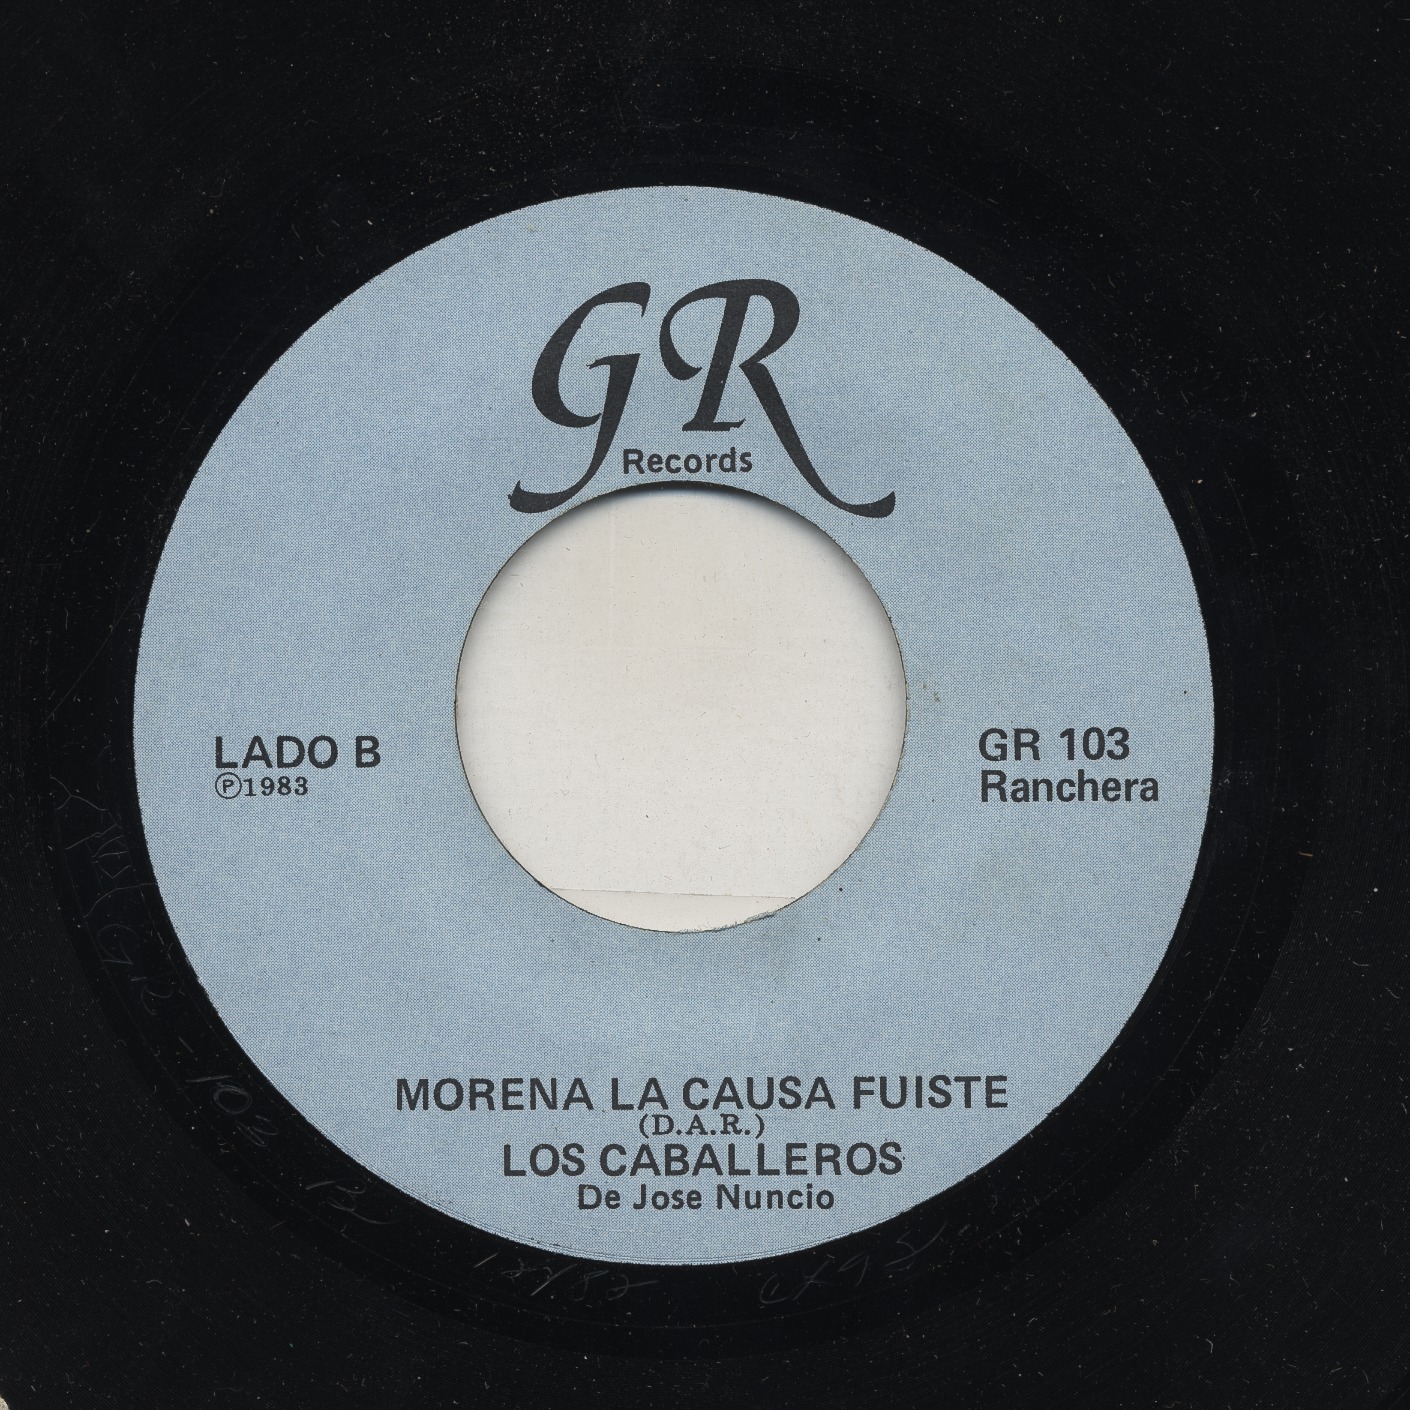 GR
Records
LADO B
℗1983
GR 103
Ranchera
MORENA LA CAUSA FUISTE
(D.A.R.)
LOS CABALLEROS
De Jose Nuncio